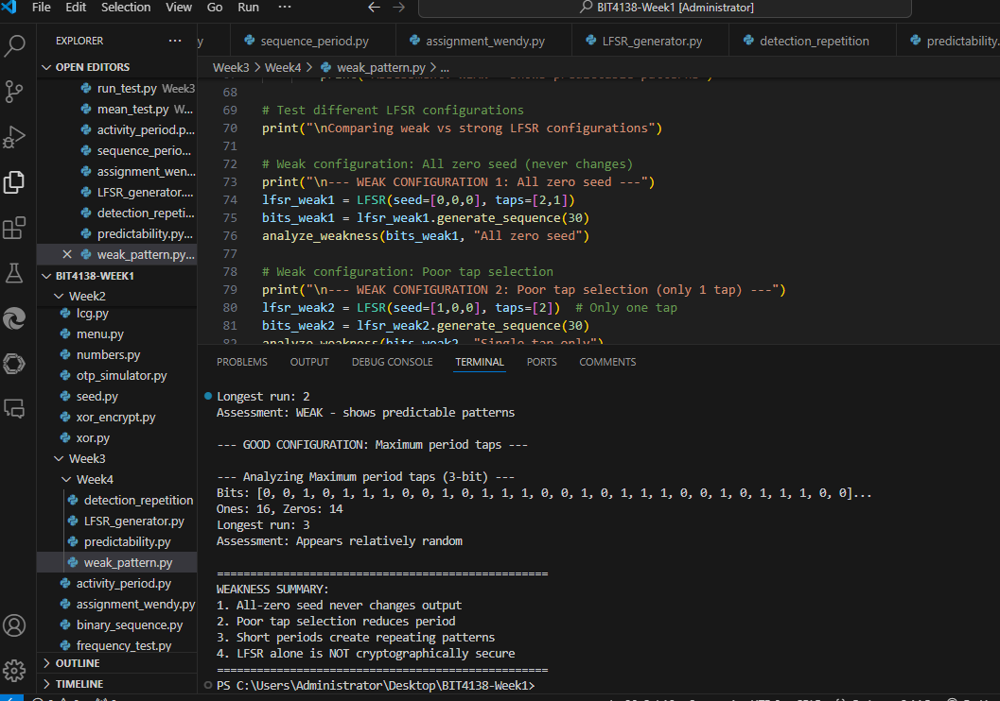 File Edit Selection View Go Run ··· ← → BIT4138-Week1 [Administrator]
EXPLORER ···
y sequence_period.py assignment_wendy.py LFSR_generator.py detection_repetition predictability.
OPEN EDITORS
run_test.py Week3
mean_test.py W...
activity_period.p...
sequence_perio...
assignment_wen...
LFSR_generator....
detection_repeti...
predictability.py...
weak_pattern.py...
BIT4138-WEEK1
Week2
lcg.py
menu.py
numbers.py
otp_simulator.py
seed.py
xor_encrypt.py
xor.py
Week3
Week4
detection_repetition
LFSR_generator.py
predictability.py
weak_pattern.py
activity_period.py
assignment_wendy.py
binary_sequence.py
frequency_test.py
OUTLINE
TIMELINE
Week3 > Week4 > weak_pattern.py > ...
68
69 # Test different LFSR configurations
70 print("\nComparing weak vs strong LFSR configurations")
71
72 # Weak configuration: All zero seed (never changes)
73 print("\n--- WEAK CONFIGURATION 1: All zero seed ---")
74 lfsr_weak1 = LFSR(seed=[0,0,0], taps=[2,1])
75 bits_weak1 = lfsr_weak1.generate_sequence(30)
76 analyze_weakness(bits_weak1, "All zero seed")
77
78 # Weak configuration: Poor tap selection
79 print("\n--- WEAK CONFIGURATION 2: Poor tap selection (only 1 tap) ---")
80 lfsr_weak2 = LFSR(seed=[1,0,0], taps=[2]) # Only one tap
81 bits_weak2 = lfsr_weak2.generate_sequence(30)
82 analyze_weakness(bits_weak2, "Single tap only")
PROBLEMS OUTPUT DEBUG CONSOLE TERMINAL PORTS COMMENTS
Longest run: 2
Assessment: WEAK - shows predictable patterns
--- GOOD CONFIGURATION: Maximum period taps ---
--- Analyzing Maximum period taps (3-bit) ---
Bits: [0, 0, 1, 0, 1, 1, 1, 0, 0, 1, 0, 1, 1, 1, 0, 0, 1, 0, 1, 1, 1, 0, 0, 1, 0, 1, 1, 1, 0, 0]...
Ones: 16, Zeros: 14
Longest run: 3
Assessment: Appears relatively random
==================================================
WEAKNESS SUMMARY:
1. All-zero seed never changes output
2. Poor tap selection reduces period
3. Short periods create repeating patterns
4. LFSR alone is NOT cryptographically secure
==================================================
PS C:\Users\Administrator\Desktop\BIT4138-Week1>